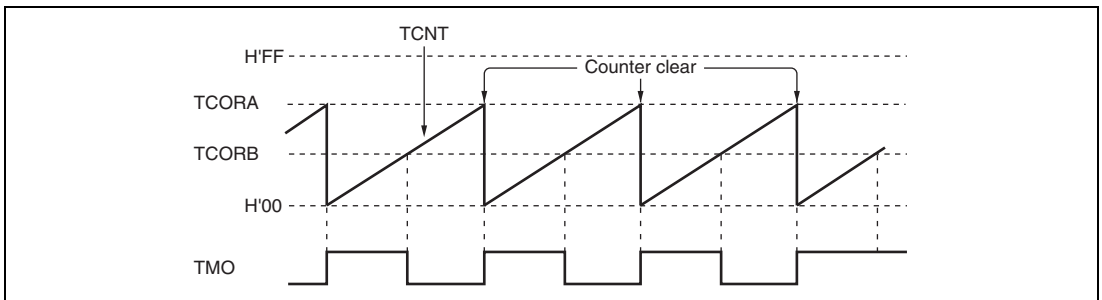 TCNT
H'FF
Counter clear
TCORA
TCORB
H'00
TMO